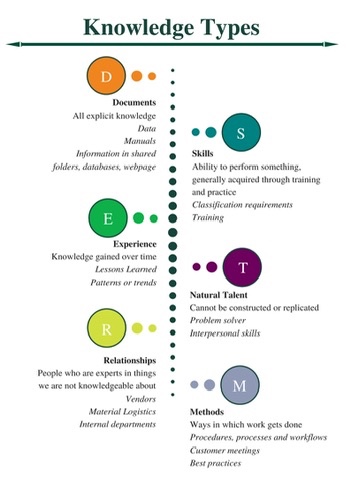 Knowledge Types
D
Documents
All explicit knowledge
Data
Manuals
Information in shared
folders, databases, webpage
S
Skills
Ability to perform something,
generally acquired through training
and practice
Classification requirements
Training
E
Experience
Knowledge gained over time
Lessons Learned
Patterns or trends
T
Natural Talent
Cannot be constructed or replicated
Problem solver
Interpersonal skills
R
Relationships
People who are experts in things
we are not knowledgeable about
Vendors
Material Logistics
Internal departments
M
Methods
Ways in which work gets done
Procedures, processes and workflows
Customer meetings
Best practices